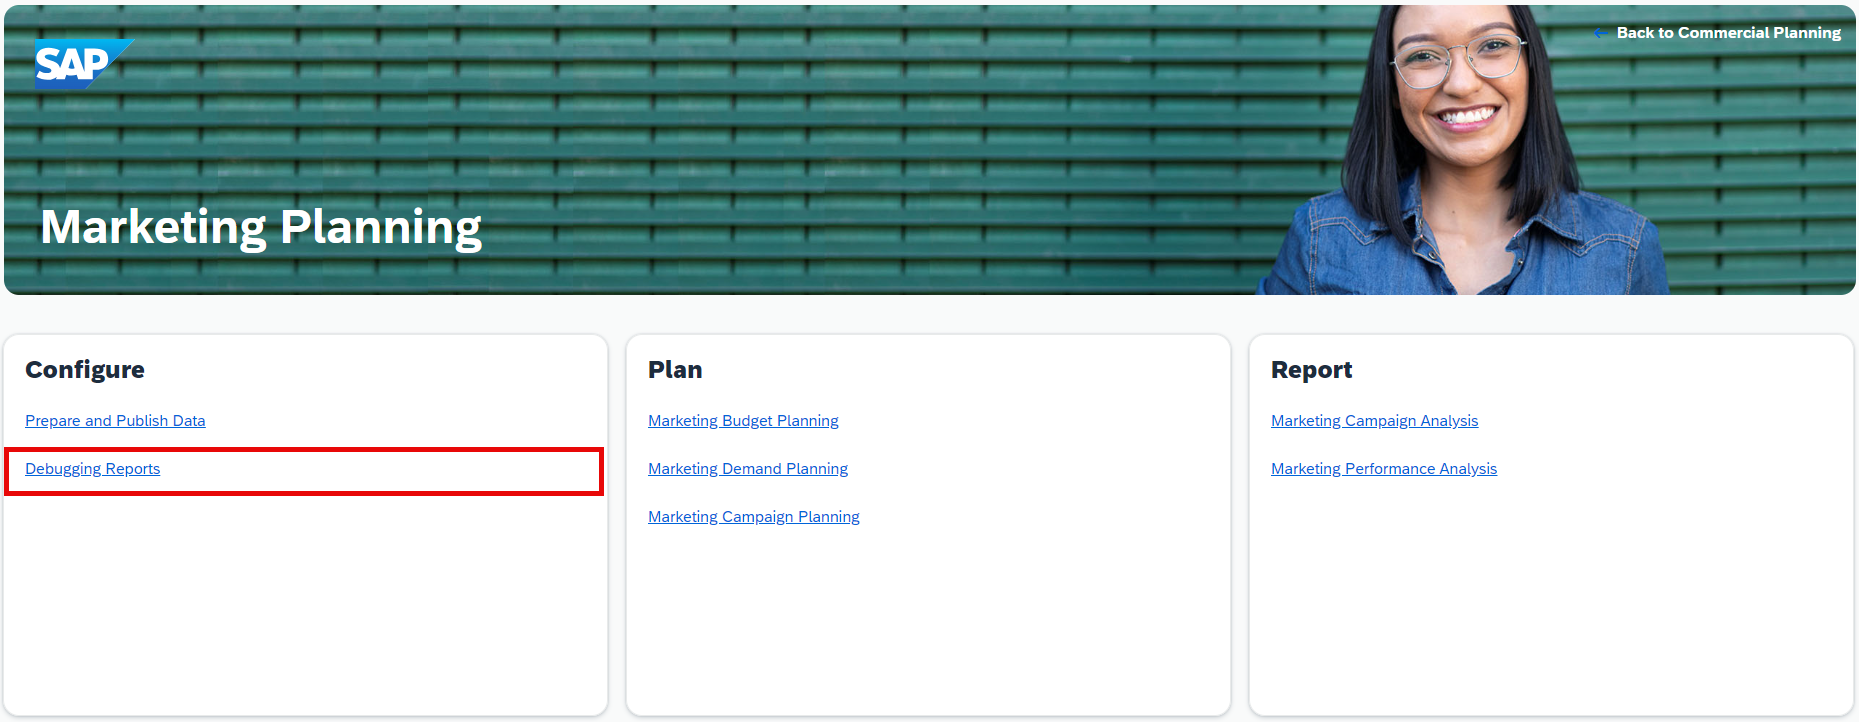 SAP
← Back to Commercial Planning
Marketing Planning
Configure
Prepare and Publish Data
Debugging Reports
Plan
Marketing Budget Planning
Marketing Demand Planning
Marketing Campaign Planning
Report
Marketing Campaign Analysis
Marketing Performance Analysis